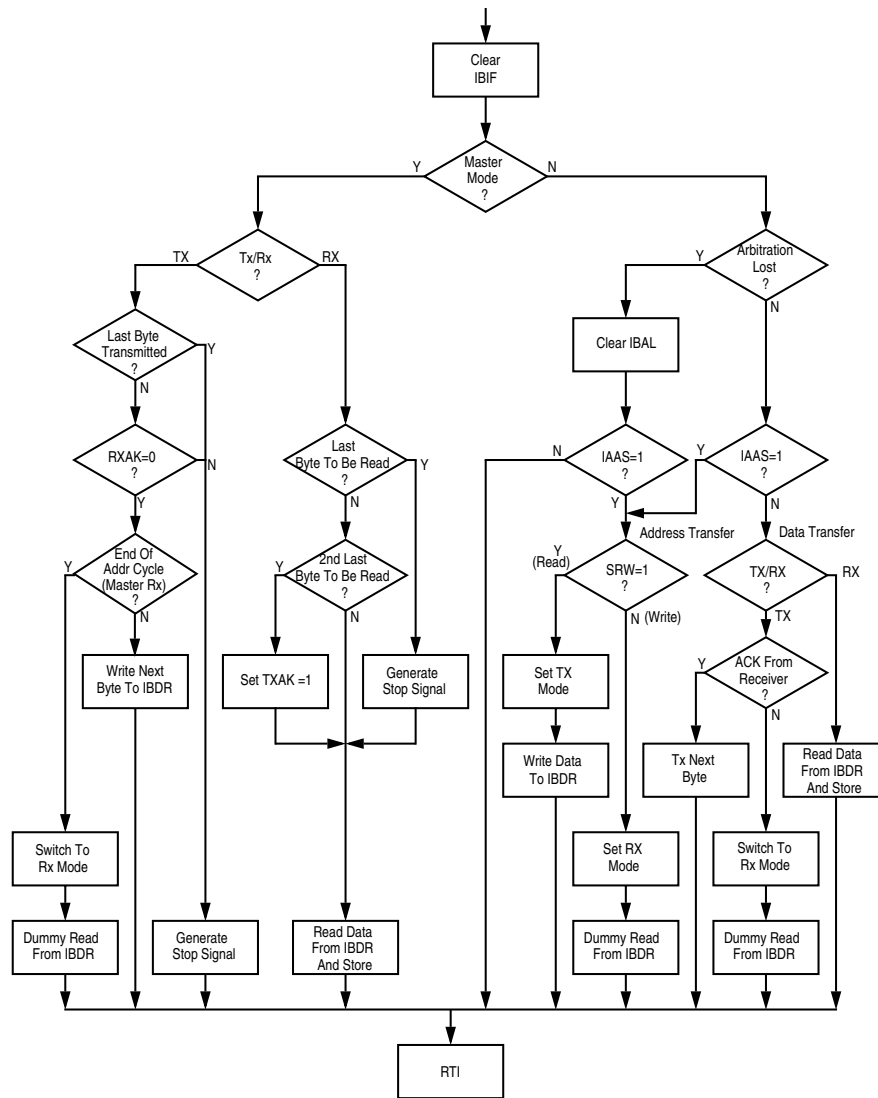 Clear
IBIF
Y
Master
Mode
?
N
TX
Tx/Rx
?
RX
Y
Arbitration
Lost
?
N
Last Byte
Transmitted
?
Y
N
Clear IBAL
RXAK=0
?
N
Y
Last
Byte To Be Read
?
Y
N
N
IAAS=1
?
Y
Y
IAAS=1
?
N
Address Transfer
Data Transfer
Y
End Of
Addr Cycle
(Master Rx)
?
N
Y
2nd Last
Byte To Be Read
?
N
Y
(Read)
SRW=1
?
N (Write)
TX/RX
?
RX
TX
Write Next
Byte To IBDR
Set TXAK =1
Generate
Stop Signal
Set TX
Mode
Y
ACK From
Receiver
?
N
Write Data
To IBDR
Tx Next
Byte
Read Data
From IBDR
And Store
Switch To
Rx Mode
Set RX
Mode
Switch To
Rx Mode
Dummy Read
From IBDR
Generate
Stop Signal
Read Data
From IBDR
And Store
Dummy Read
From IBDR
Dummy Read
From IBDR
RTI